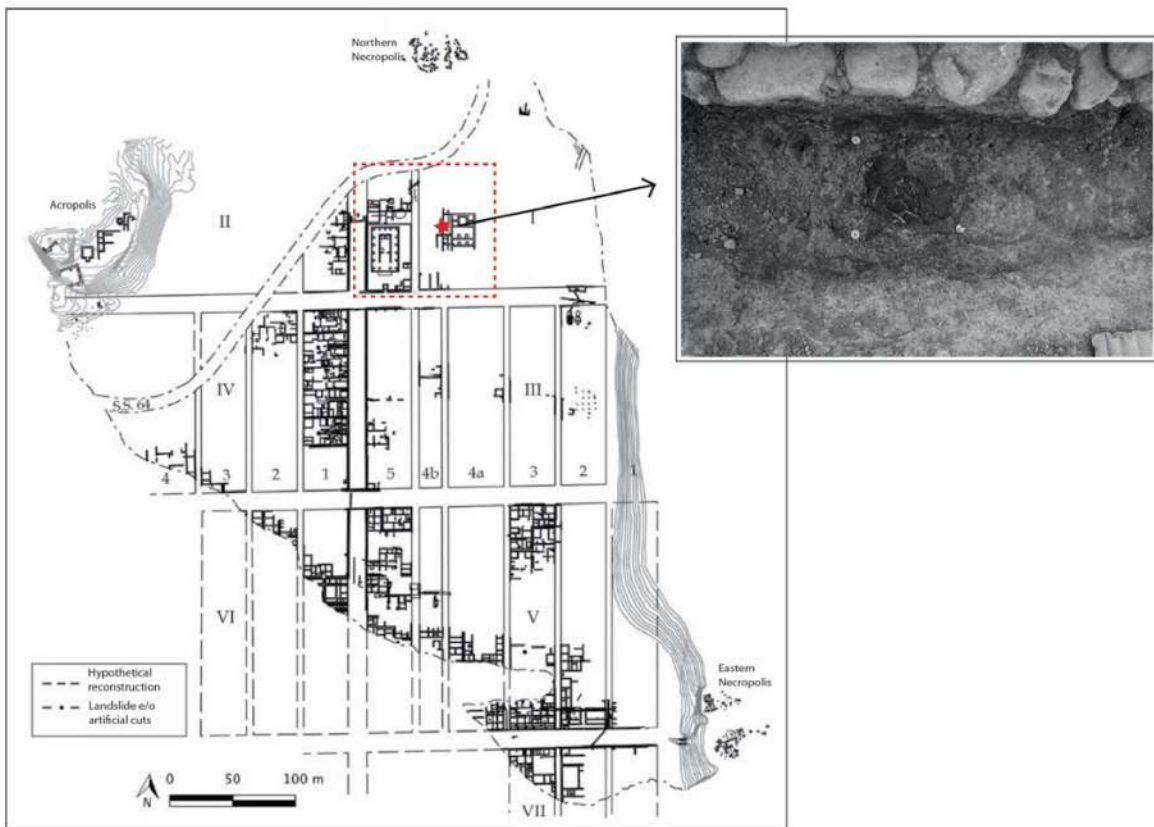 Northern
Necropolis
Acropolis
II
I
S.S. 64
IV
III
4
3
2
1
5
4b
4a
3
2
1
VI
V
Hypothetical
reconstruction
Landslide e/o
artificial cuts
Eastern
Necropolis
N
0 50 100 m
VII